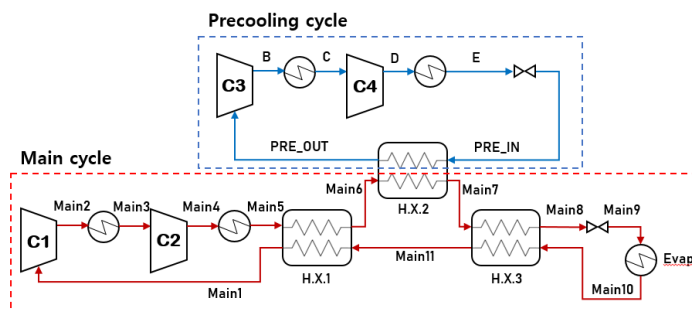 Precooling cycle
B
C
D
E
C3
C4
PRE_OUT
PRE_IN
Main cycle
Main6
Main7
Main2
Main3
Main4
Main5
H.X.2
Main8
Main9
C1
C2
Main11
Evap
Main1
H.X.1
H.X.3
Main10